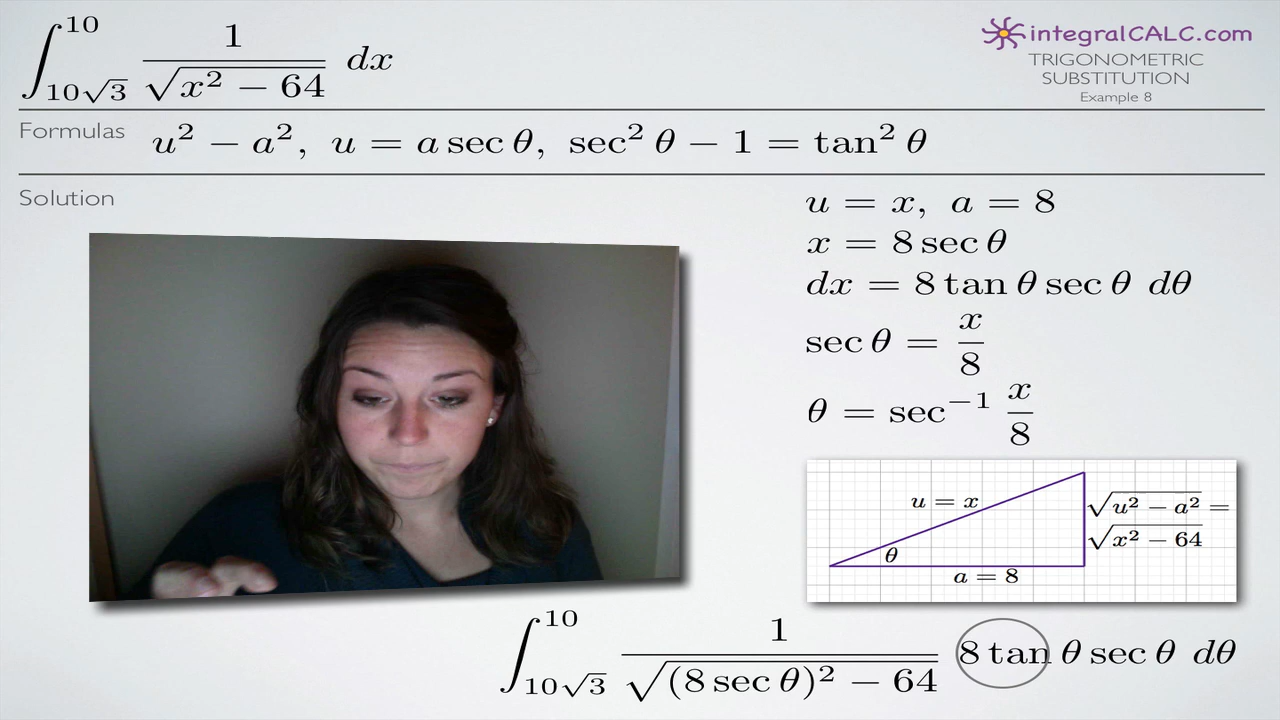 ∫_{10√3}^{10} 1/√(x² − 64) dx
integralCALC.com
TRIGONOMETRIC
SUBSTITUTION
Example 8
Formulas u² − a², u = a sec θ, sec² θ − 1 = tan² θ
Solution
u = x, a = 8
x = 8 sec θ
dx = 8 tan θ sec θ dθ
sec θ = x/8
θ = sec⁻¹ x/8
u = x
√(u² − a²) =
√(x² − 64)
θ
a = 8
∫_{10√3}^{10} 1/√((8 sec θ)² − 64) 8 tan θ sec θ dθ